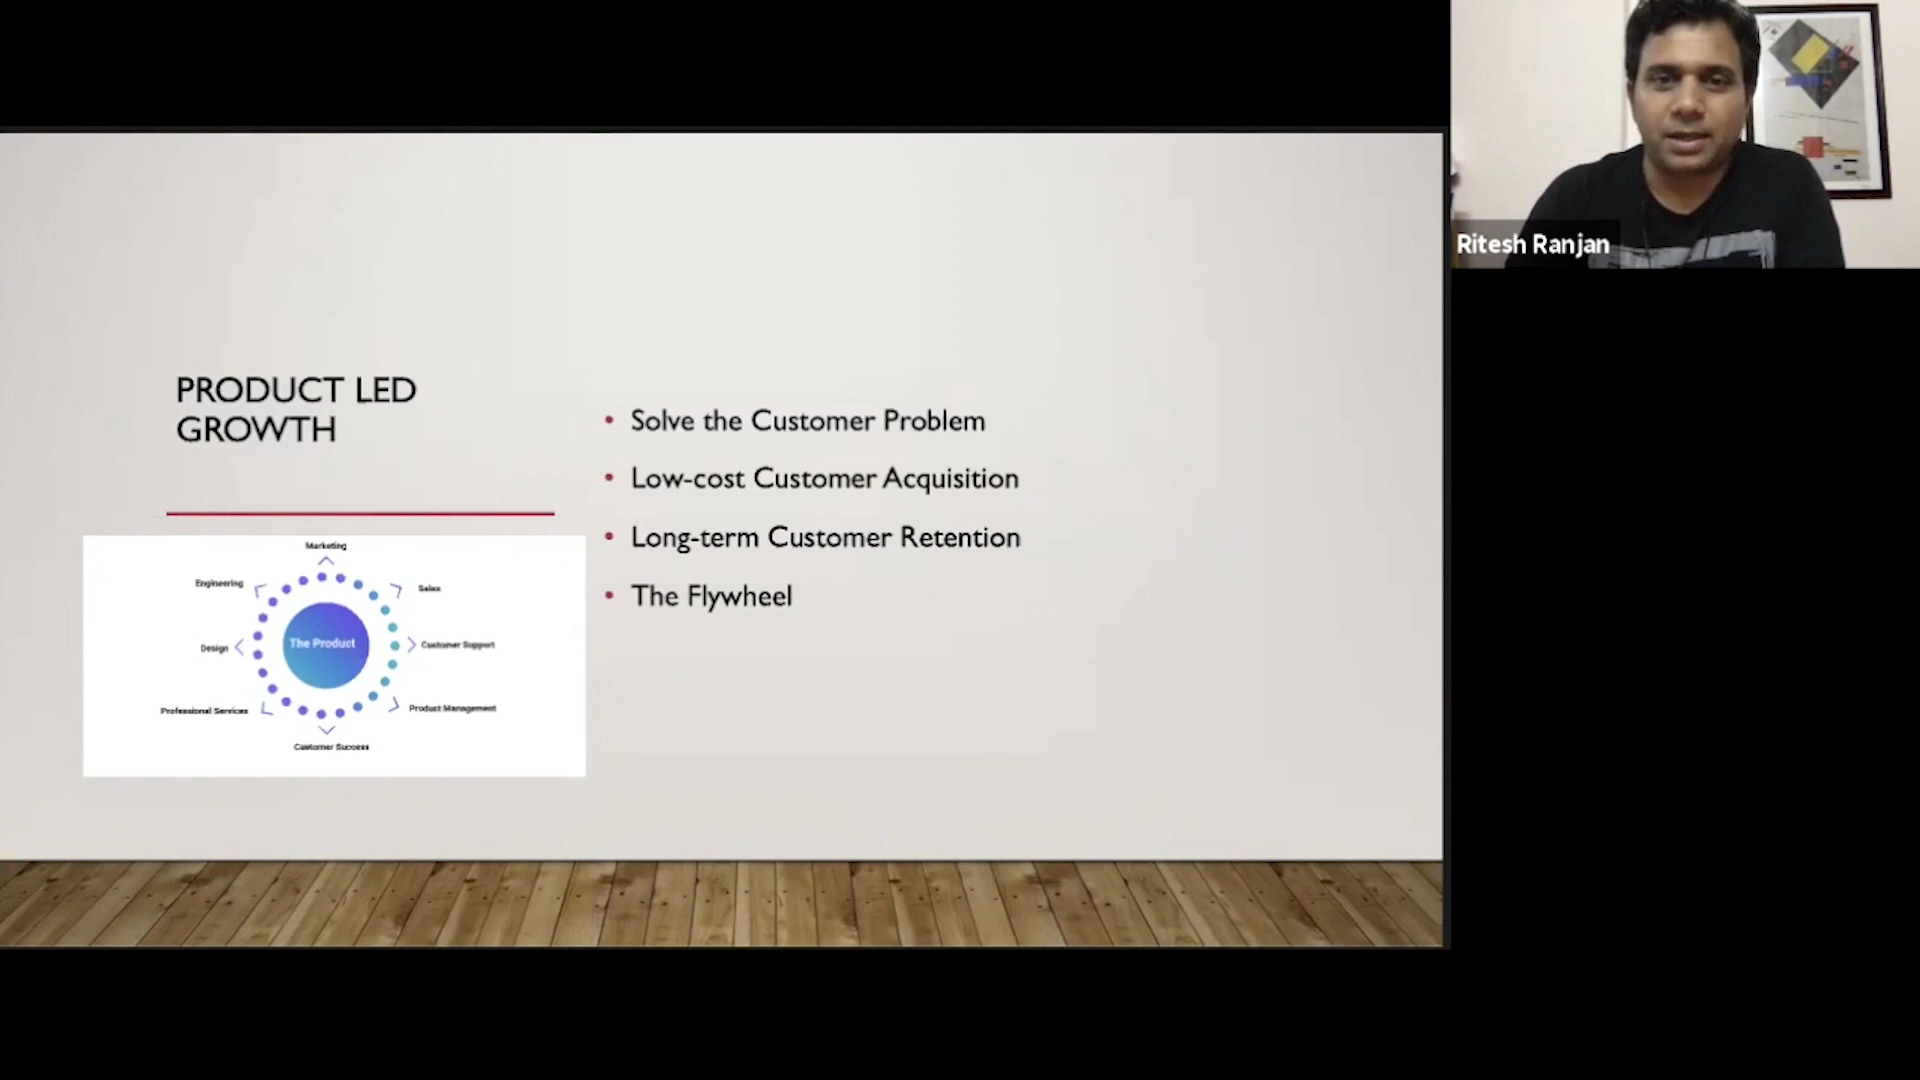 PRODUCT LED
GROWTH
• Solve the Customer Problem
• Low-cost Customer Acquisition
• Long-term Customer Retention
• The Flywheel
Marketing
Engineering
Sales
Design
The Product
Customer Support
Professional Services
Product Management
Customer Success
Ritesh Ranjan